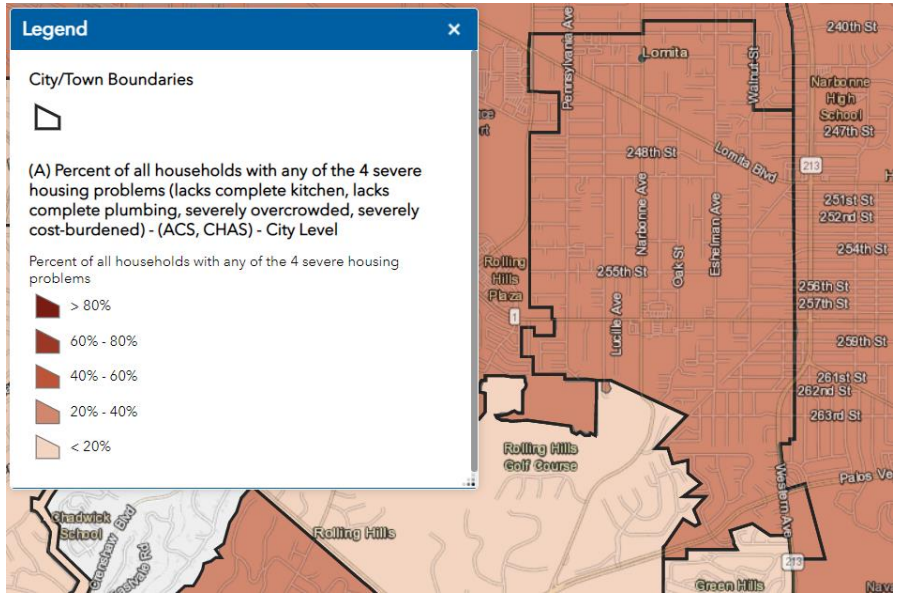 Legend
×
City/Town Boundaries
(A) Percent of all households with any of the 4 severe
housing problems (lacks complete kitchen, lacks
complete plumbing, severely overcrowded, severely
cost-burdened) - (ACS, CHAS) - City Level
Percent of all households with any of the 4 severe housing
problems
> 80%
60% - 80%
40% - 60%
20% - 40%
< 20%
Pennsylvania Ave
Lomita
Walnut St
240th St
Narbonne
High
School
247th St
248th St
Lomita Blvd
213
251st St
252nd St
Narbonne Ave
Oak St
Eshelman Ave
254th St
Rolling
Hills
Plaza
255th St
256th St
257th St
1
Lucille Ave
259th St
261st St
262nd St
263rd St
Rolling Hills
Golf Course
Western Ave
Palos Ve
Chadwick
School
Crenshaw Blvd
Rolling Hills
213
Green Hills